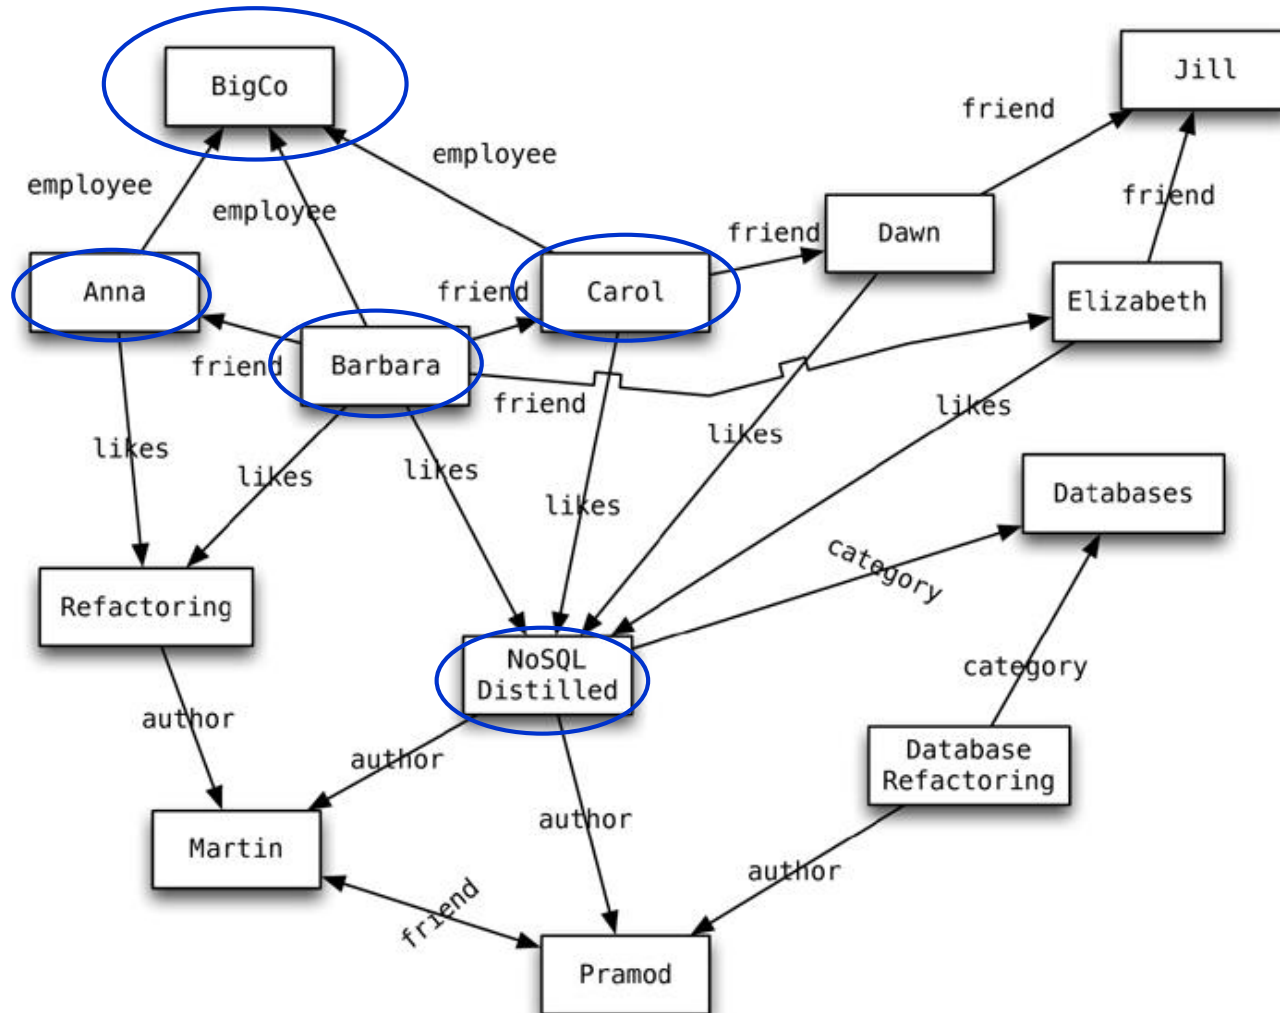 BigCo
Jill
friend
employee
employee
friend
employee
friend
Dawn
Anna
friend
Carol
Elizabeth
friend
Barbara
friend
likes
likes
likes
likes
likes
likes
Databases
category
Refactoring
NoSQL
Distilled
category
author
author
Database
Refactoring
author
Martin
author
friend
Pramod